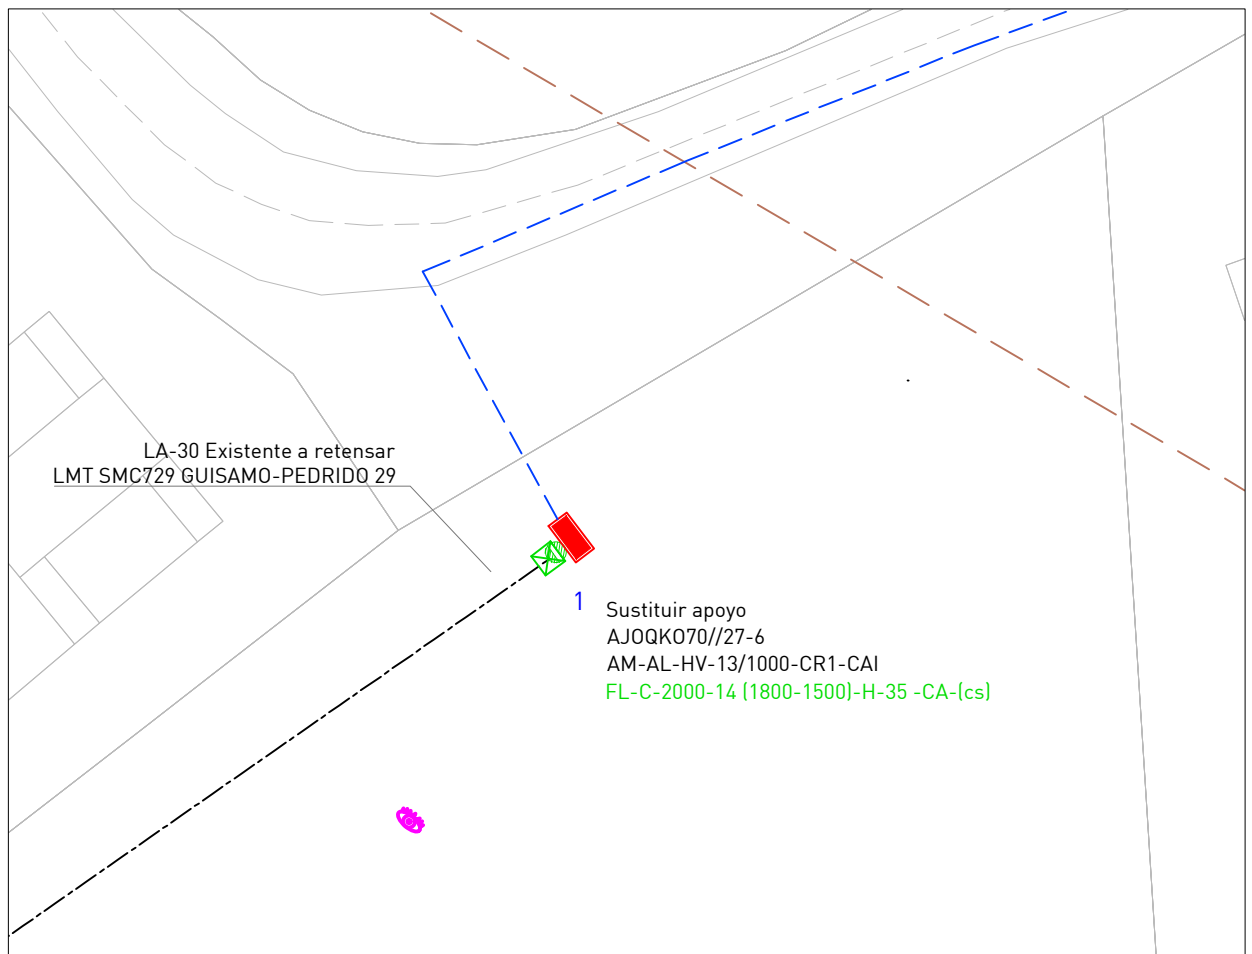 LA-30 Existente a retensar
LMT SMC729 GUISAMO-PEDRIDO 29
1
Sustituir apoyo
AJOQKO70//27-6
AM-AL-HV-13/1000-CR1-CAI
FL-C-2000-14 (1800-1500)-H-35 -CA-(cs)